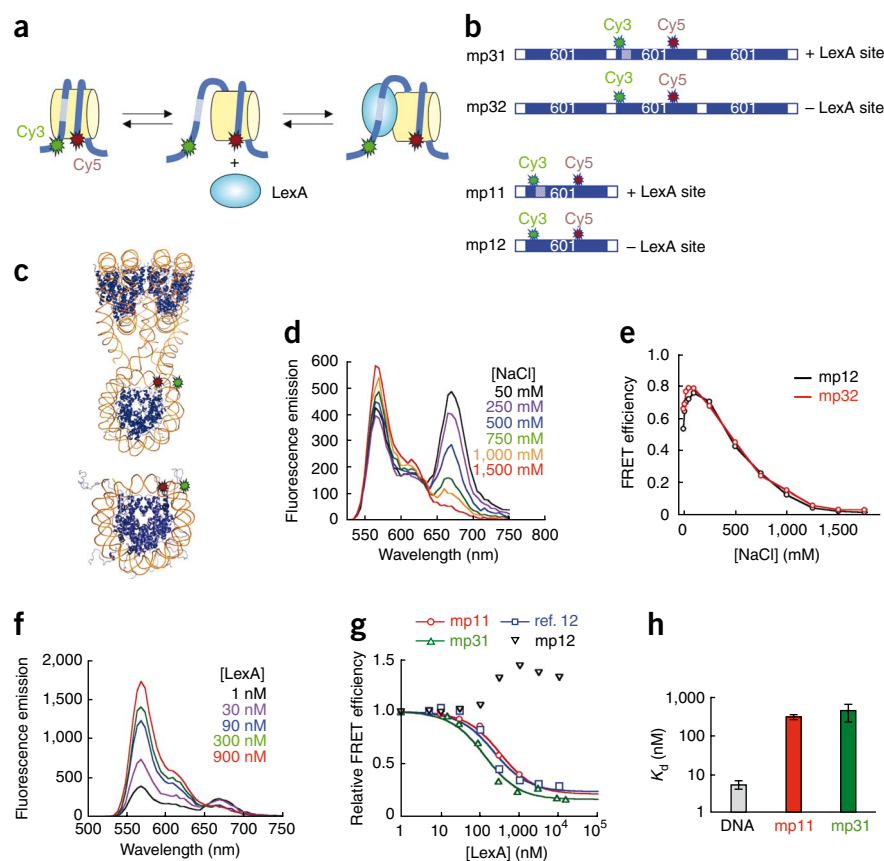 a
Cy3
Cy5
+
LexA
b
Cy3 Cy5
mp31 601 601 601 + LexA site
Cy3 Cy5
mp32 601 601 601 – LexA site
Cy3 Cy5
mp11 601 + LexA site
Cy3 Cy5
mp12 601 – LexA site
c
d
Fluorescence emission
600
500
400
300
200
100
0
550 600 650 700 750 800
Wavelength (nm)
[NaCl]
50 mM
250 mM
500 mM
750 mM
1,000 mM
1,500 mM
e
FRET efficiency
1.0
0.8
0.6
0.4
0.2
0
0 500 1,000 1,500
[NaCl] (mM)
mp12
mp32
f
Fluorescence emission
2,000
1,500
1,000
500
0
500 550 600 650 700 750
Wavelength (nm)
[LexA]
1 nM
30 nM
90 nM
300 nM
900 nM
g
mp11 ref. 12
mp31 mp12
Relative FRET efficiency
1.5
1.0
0.5
0
1 10 100 1,000 10⁴ 10⁵
[LexA] (nM)
h
Kd (nM)
1,000
100
10
1
DNA mp11 mp31